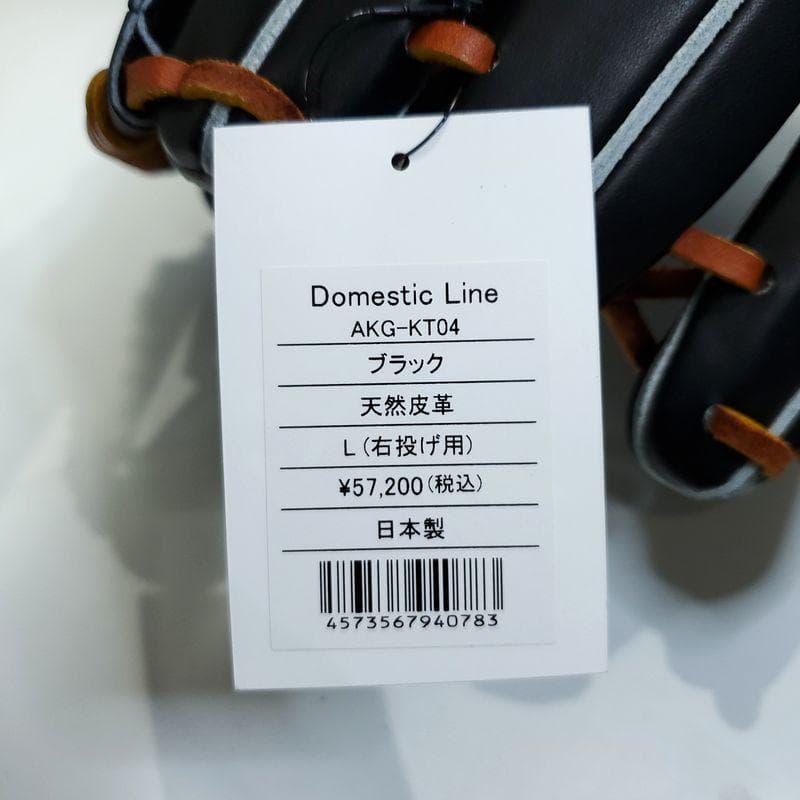 Domestic Line
AKG-KT04
ブラック
天然皮革
L(右投げ用)
¥57,200(税込)
日本製
4573567940783